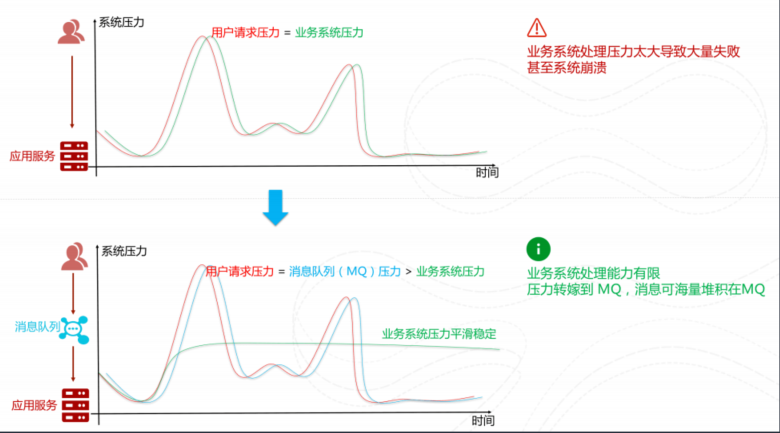 系统压力
用户请求压力 = 业务系统压力
业务系统处理压力太大导致大量失败
甚至系统崩溃
应用服务
时间
系统压力
用户请求压力 = 消息队列（MQ）压力 > 业务系统压力
业务系统处理能力有限
压力转嫁到 MQ，消息可海量堆积在MQ
消息队列
业务系统压力平滑稳定
应用服务
时间